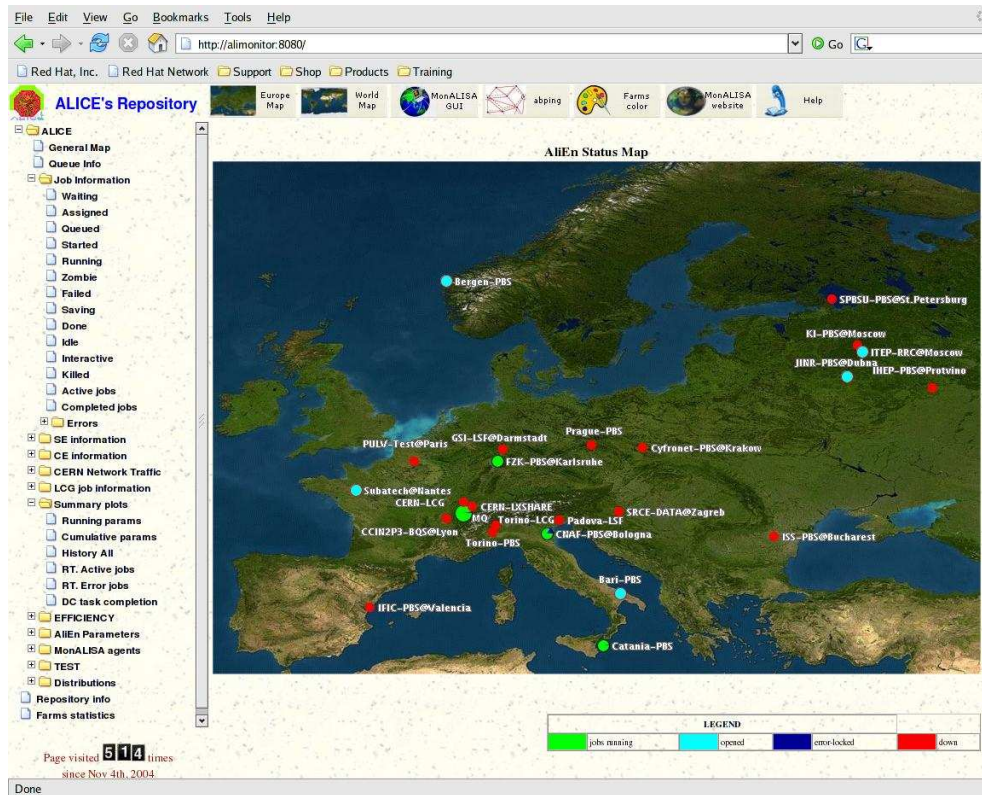 File Edit View Go Bookmarks Tools Help
http://alimonitor:8080/ Go G
Red Hat, Inc. Red Hat Network Support Shop Products Training
ALICE's Repository
Europe Map
World Map
MonALISA GUI
abping
Farms color
MonALISA website
Help
ALICE
General Map
Queue Info
Job Information
Waiting
Assigned
Queued
Started
Running
Zombie
Failed
Saving
Done
Idle
Interactive
Killed
Active jobs
Completed jobs
Errors
SE information
CE information
CERN Network Traffic
LCG job information
Summary plots
Running params
Cumulative params
History All
RT. Active jobs
RT. Error jobs
DC task completion
EFFICIENCY
AliEn Parameters
MonALISA agents
TEST
Distributions
Repository info
Farms statistics
Page visited 514 times
since Nov 4th, 2004
AliEn Status Map
Bergen-PBS
SPBSU-PBS@St.Petersburg
KI-PBS@Moscow
ITEP-RRC@Moscow
JINR-PBS@Dubna
IHEP-PBS@Protvino
Prague-PBS
GSI-LSF@Darmstadt
PULV-Test@Paris
Cyfronet-PBS@Krakow
FZK-PBS@Karlsruhe
Subatech@Nantes
CERN-LCG
CERN-LXSHARE
SRCE-DATA@Zagreb
MQ
Torino-LCG
Padova-LSF
CCIN2P3-BQS@Lyon
CNAF-PBS@Bologna
ISS-PBS@Bucharest
Torino-PBS
Bari-PBS
IFIC-PBS@Valencia
Catania-PBS
LEGEND
jobs running opened error-locked down
Done